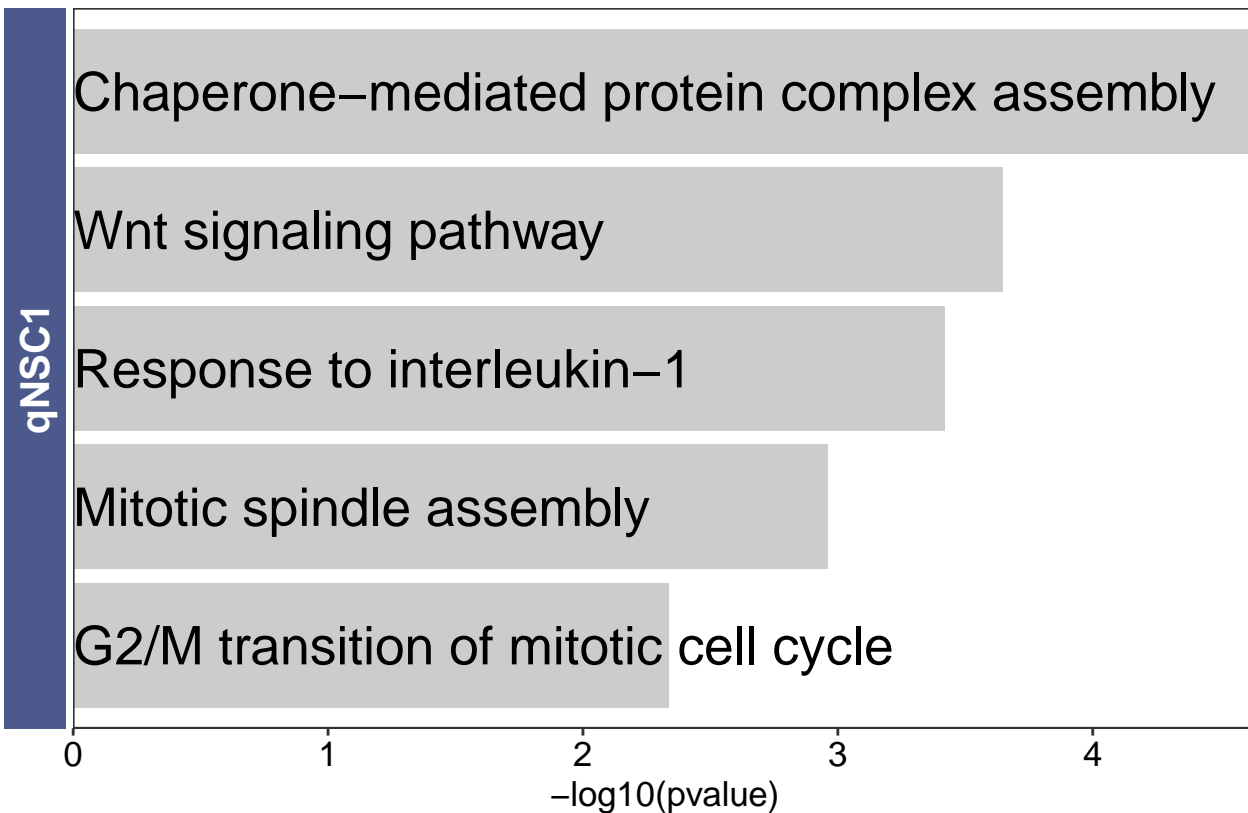 qNSC1
Chaperone−mediated protein complex assembly
Wnt signaling pathway
Response to interleukin−1
Mitotic spindle assembly
G2/M transition of mitotic cell cycle
0 1 2 3 4
−log10(pvalue)